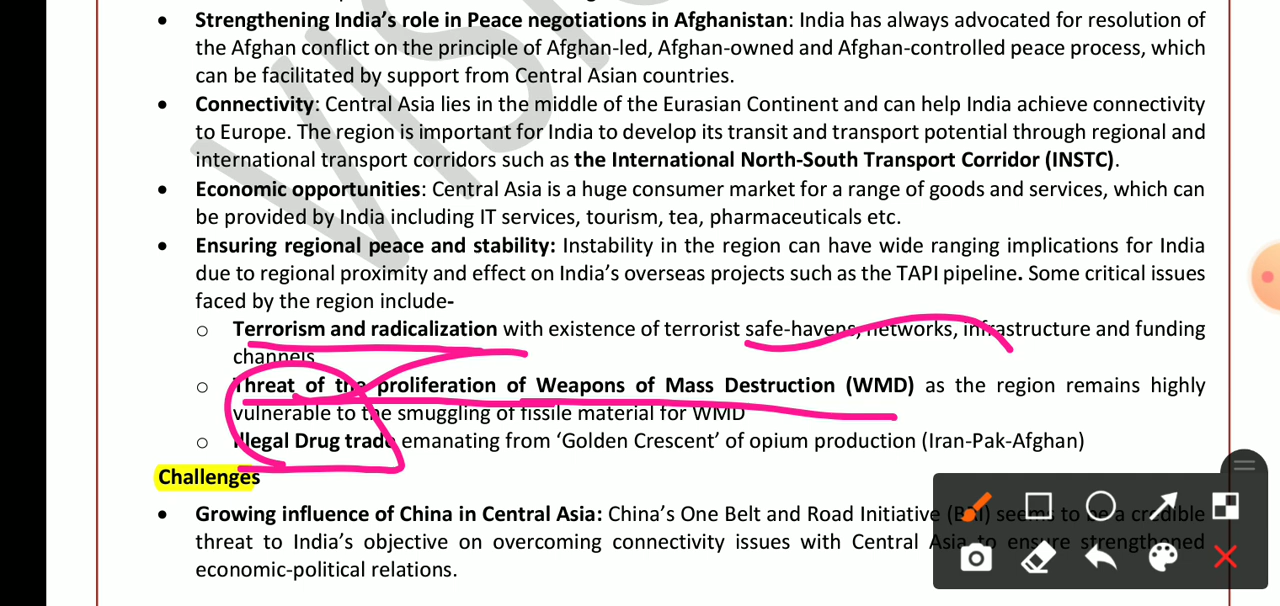 • Strengthening India's role in Peace negotiations in Afghanistan: India has always advocated for resolution of
the Afghan conflict on the principle of Afghan-led, Afghan-owned and Afghan-controlled peace process, which
can be facilitated by support from Central Asian countries.
• Connectivity: Central Asia lies in the middle of the Eurasian Continent and can help India achieve connectivity
to Europe. The region is important for India to develop its transit and transport potential through regional and
international transport corridors such as the International North-South Transport Corridor (INSTC).
• Economic opportunities: Central Asia is a huge consumer market for a range of goods and services, which can
be provided by India including IT services, tourism, tea, pharmaceuticals etc.
• Ensuring regional peace and stability: Instability in the region can have wide ranging implications for India
due to regional proximity and effect on India's overseas projects such as the TAPI pipeline. Some critical issues
faced by the region include-
o Terrorism and radicalization with existence of terrorist safe-havens, networks, infrastructure and funding
channels
o Threat of the proliferation of Weapons of Mass Destruction (WMD) as the region remains highly
vulnerable to the smuggling of fissile material for WMD
o Illegal Drug trade emanating from 'Golden Crescent' of opium production (Iran-Pak-Afghan)
Challenges
• Growing influence of China in Central Asia: China's One Belt and Road Initiative (BRI) seems to be a credible
threat to India's objective on overcoming connectivity issues with Central Asia to ensure strengthened
economic-political relations.